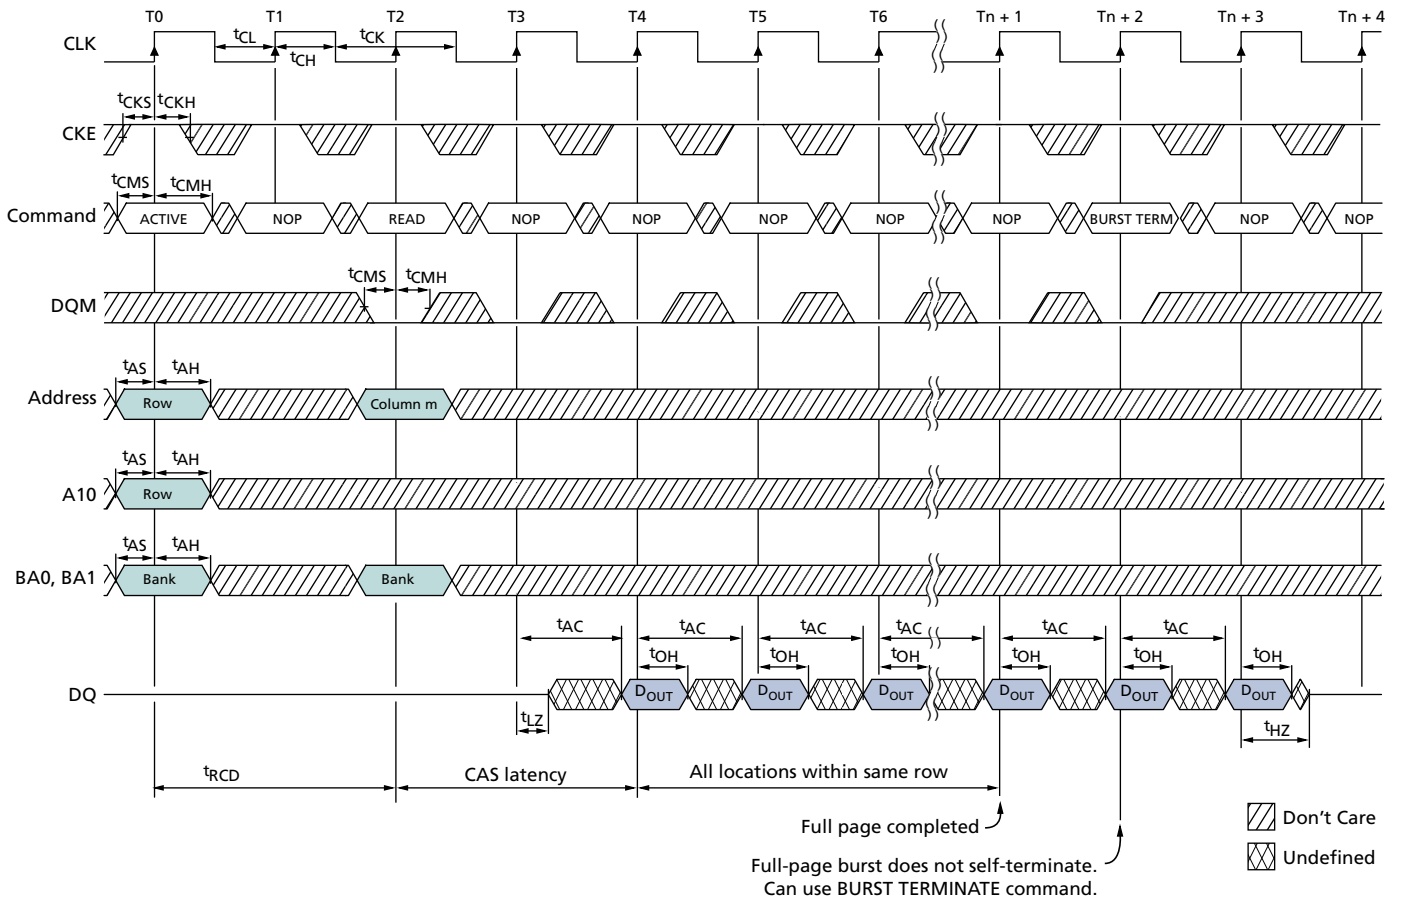 T0 T1 T2 T3 T4 T5 T6 Tn + 1 Tn + 2 Tn + 3 Tn + 4
CLK
tCL tCK
tCH
tCKS tCKH
CKE
tCMS tCMH
Command ACTIVE NOP READ NOP NOP NOP NOP NOP BURST TERM NOP NOP
tCMS tCMH
DQM
tAS tAH
Address Row Column m
tAS tAH
A10 Row
tAS tAH
BA0, BA1 Bank Bank
tAC tAC tAC tAC tAC tAC
tOH tOH tOH tOH tOH tOH
DQ DOUT DOUT DOUT DOUT DOUT DOUT
tLZ tHZ
tRCD CAS latency All locations within same row
Full page completed
Full-page burst does not self-terminate.
Can use BURST TERMINATE command.
Don't Care
Undefined